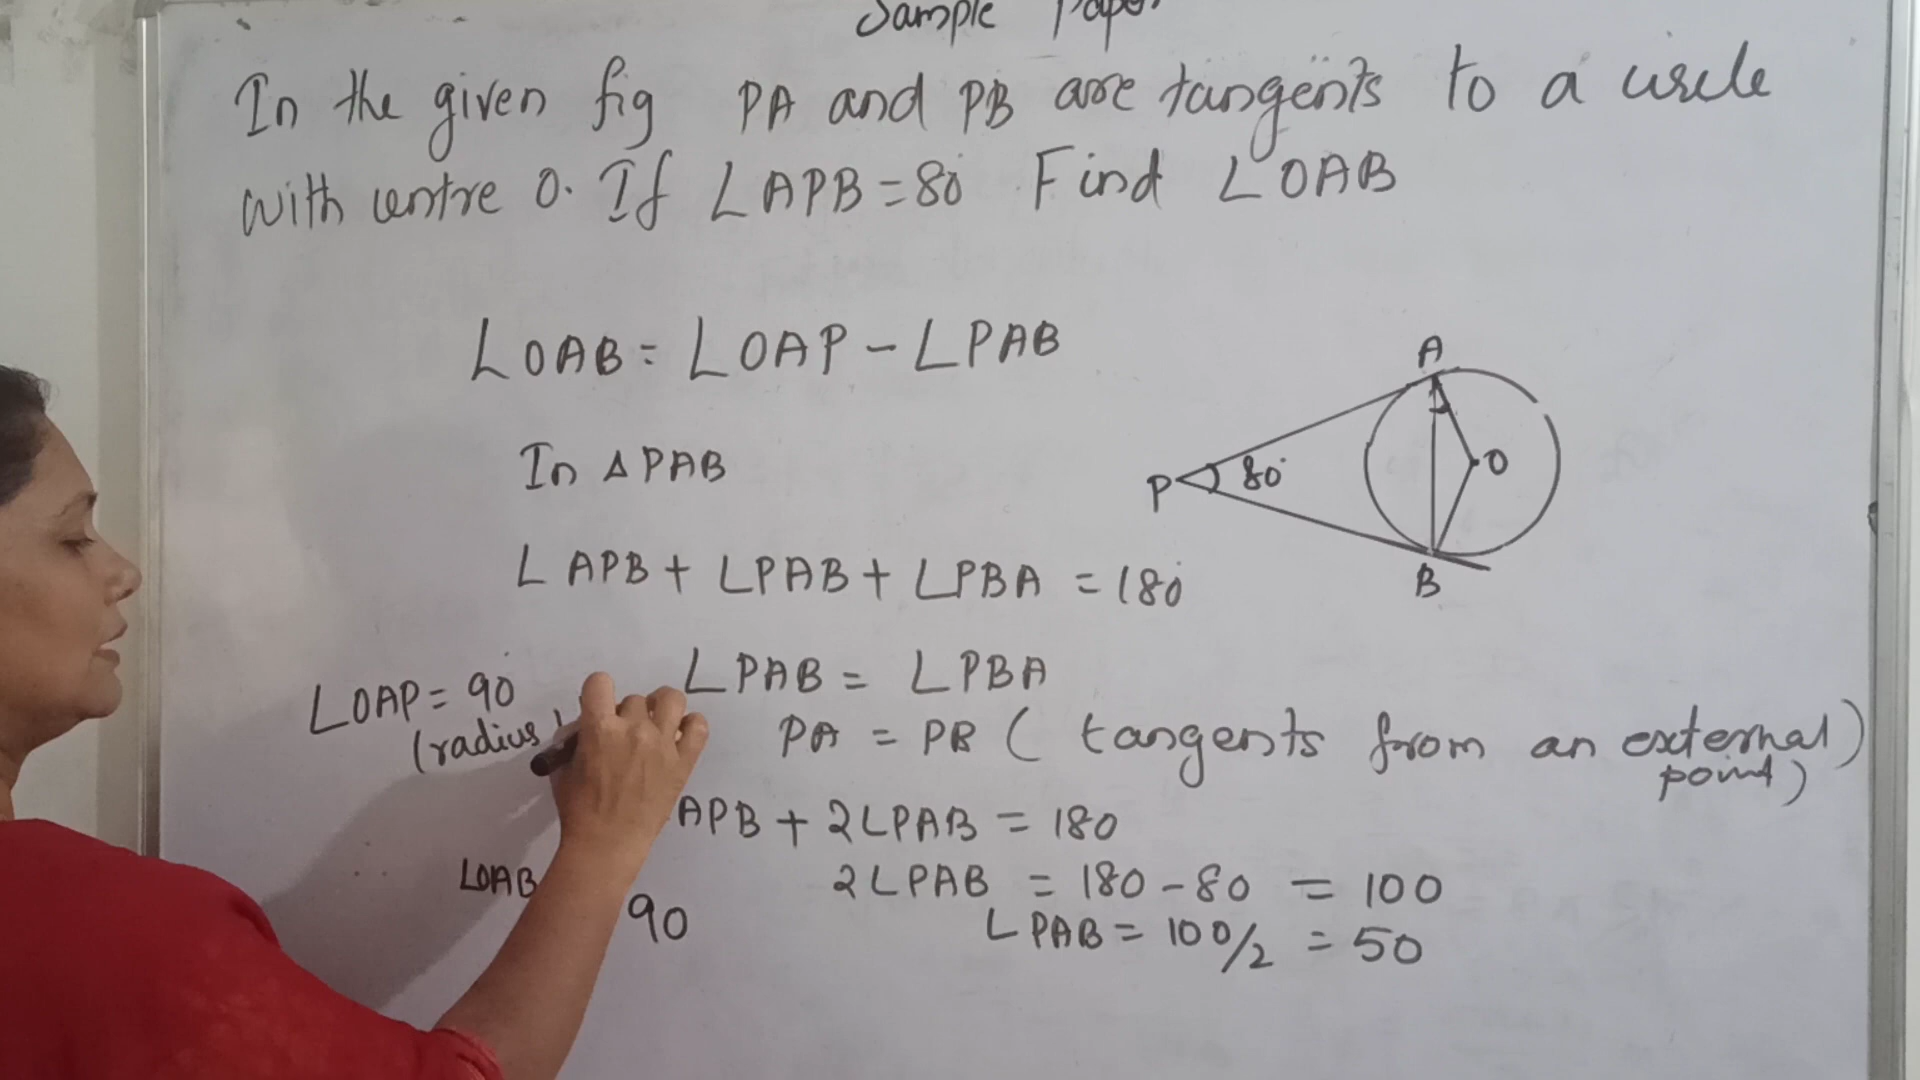 Sample Paper
In the given fig PA and PB are tangents to a circle
with centre O. If ∠APB = 80° Find ∠OAB
∠OAB = ∠OAP - ∠PAB
In ΔPAB
∠APB + ∠PAB + ∠PBA = 180°
A
P
80°
O
B
∠OAP = 90°
(radius)
∠PAB = ∠PBA
PA = PB (tangents from an external)
point)
APB + 2∠PAB = 180
2∠PAB = 180 - 80 = 100
∠PAB = 100/2 = 50
∠OAB
90